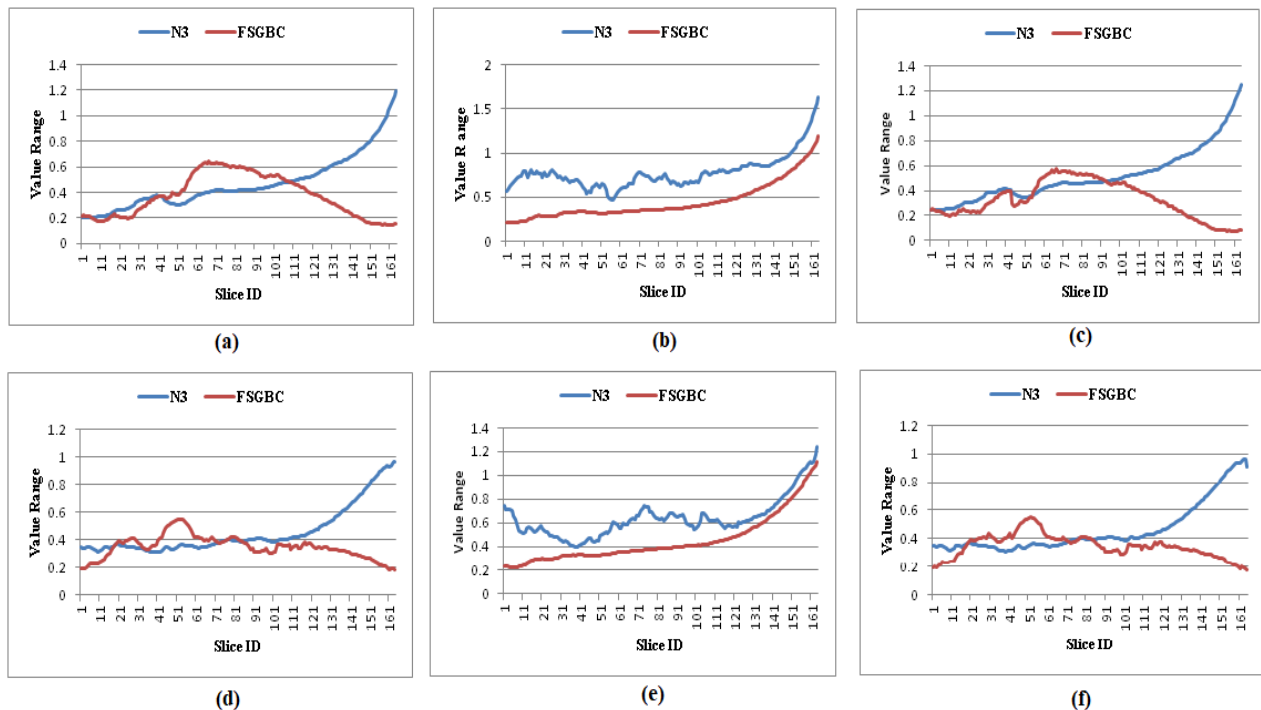 N3 FSGBC
Value Range
1.4
1.2
1
0.8
0.6
0.4
0.2
0
1 11 21 31 41 51 61 71 81 91 101 111 121 131 141 151 161
Slice ID
(a)
N3 FSGBC
Value R ange
2
1.5
1
0.5
0
1 11 21 31 41 51 61 71 81 91 101 111 121 131 141 151 161
Slice ID
(b)
N3 FSGBC
Value Range
1.4
1.2
1
0.8
0.6
0.4
0.2
0
1 11 21 31 41 51 61 71 81 91 101 111 121 131 141 151 161
Slice ID
(c)
N3 FSGBC
Value Range
1.2
1
0.8
0.6
0.4
0.2
0
1 11 21 31 41 51 61 71 81 91 101 111 121 131 141 151 161
Slice ID
(d)
N3 FSGBC
Value Range
1.4
1.2
1
0.8
0.6
0.4
0.2
0
1 11 21 31 41 51 61 71 81 91 101 111 121 131 141 151 161
Slice ID
(e)
N3 FSGBC
Value Range
1.2
1
0.8
0.6
0.4
0.2
0
1 11 21 31 41 51 61 71 81 91 101 111 121 131 141 151 161
Slice ID
(f)